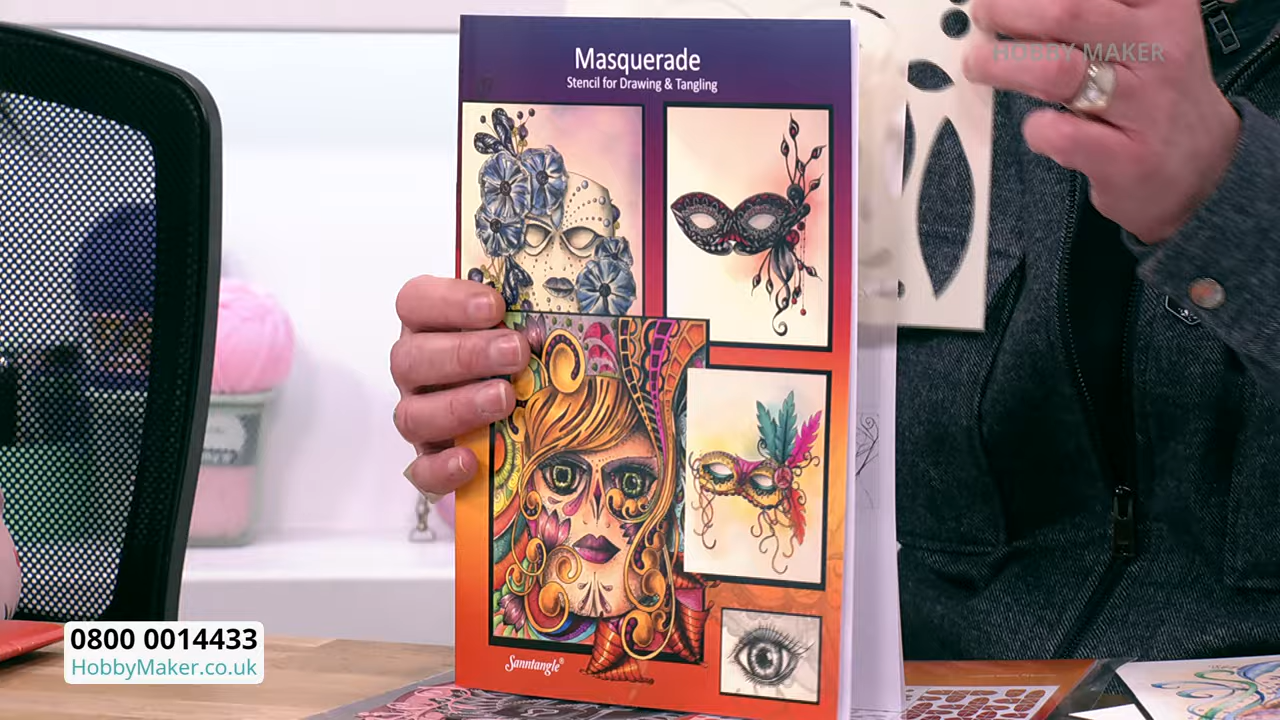 HOBBY MAKER
Masquerade
Stencil for Drawing & Tangling
Sanntangle®
0800 0014433
HobbyMaker.co.uk